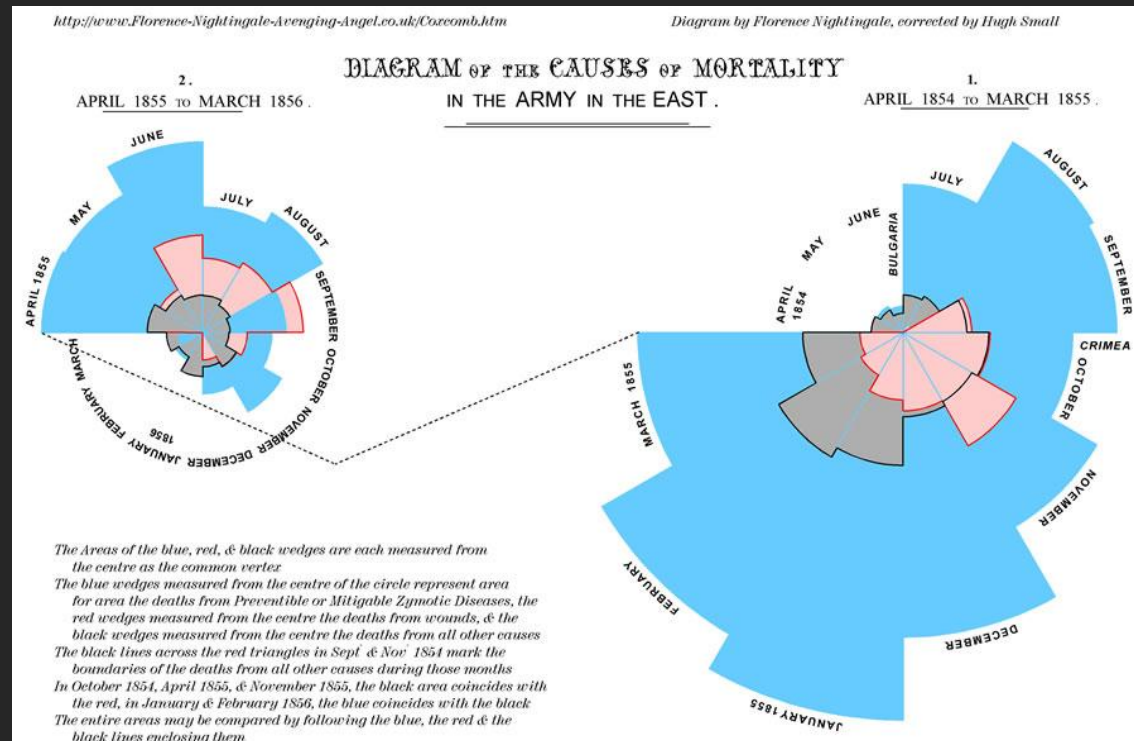 http://www.Florence-Nightingale-Avenging-Angel.co.uk/Coxcomb.htm
Diagram by Florence Nightingale, corrected by Hugh Small
DIAGRAM OF THE CAUSES OF MORTALITY
IN THE ARMY IN THE EAST.
2.
APRIL 1855 TO MARCH 1856.
1.
APRIL 1854 TO MARCH 1855.
APRIL 1855
MAY
JUNE
JULY
AUGUST
SEPTEMBER
OCTOBER
NOVEMBER
DECEMBER
JANUARY
1856
FEBRUARY
MARCH
APRIL
1854
MAY
JUNE
BULGARIA
JULY
AUGUST
SEPTEMBER
CRIMEA
OCTOBER
NOVEMBER
DECEMBER
JANUARY 1855
FEBRUARY
MARCH 1855
The Areas of the blue, red, & black wedges are each measured from
the centre as the common vertex
The blue wedges measured from the centre of the circle represent area
for area the deaths from Preventible or Mitigable Zymotic Diseases, the
red wedges measured from the centre the deaths from wounds, & the
black wedges measured from the centre the deaths from all other causes
The black lines across the red triangles in Sept' & Nov' 1854 mark the
boundaries of the deaths from all other causes during those months
In October 1854, April 1855, & November 1855, the black area coincides with
the red, in January & February 1856, the blue coincides with the black
The entire areas may be compared by following the blue, the red & the
black lines enclosing them